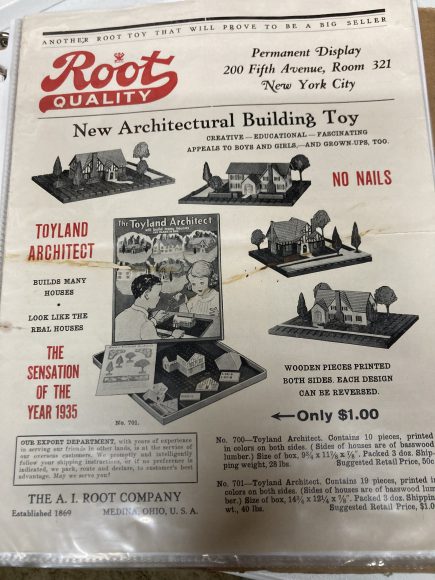 ANOTHER ROOT TOY THAT WILL PROVE TO BE A BIG SELLER
Root
QUALITY
Permanent Display
200 Fifth Avenue, Room 321
New York City
New Architectural Building Toy
CREATIVE—EDUCATIONAL—FASCINATING
APPEALS TO BOYS AND GIRLS,—AND GROWN-UPS, TOO.
NO NAILS
TOYLAND
ARCHITECT
BUILDS MANY
HOUSES
•
LOOK LIKE THE
REAL HOUSES
THE
SENSATION
OF THE
YEAR 1935
The Toyland Architect
No. 701.
WOODEN PIECES PRINTED
BOTH SIDES. EACH DESIGN
CAN BE REVERSED.
←Only $1.00
OUR EXPORT DEPARTMENT, with years of experience
in serving our friends in other lands, is at the service of
our overseas customers. We promptly and intelligently
follow your shipping instructions, or if no preference is
indicated, we pack, route and declare, to customer's best
advantage. May we serve you?
THE A. I. ROOT COMPANY
Established 1869 MEDINA, OHIO, U. S. A.
No. 700—Toyland Architect. Contains 10 pieces, printed
in colors on both sides. (Sides of houses are of basswood
lumber.) Size of box, 9⅝ x 11⅞ x ⅞". Packed 3 doz. Ship-
ping weight, 28 lbs. Suggested Retail Price, 50c
No. 701—Toyland Architect. Contains 19 pieces, printed in
colors on both sides. (Sides of houses are of basswood lum
ber.) Size of box, 14¾ x 12¼ x ⅞". Packed 3 doz. Shipping
wt., 40 lbs. Suggested Retail Price, $1.0